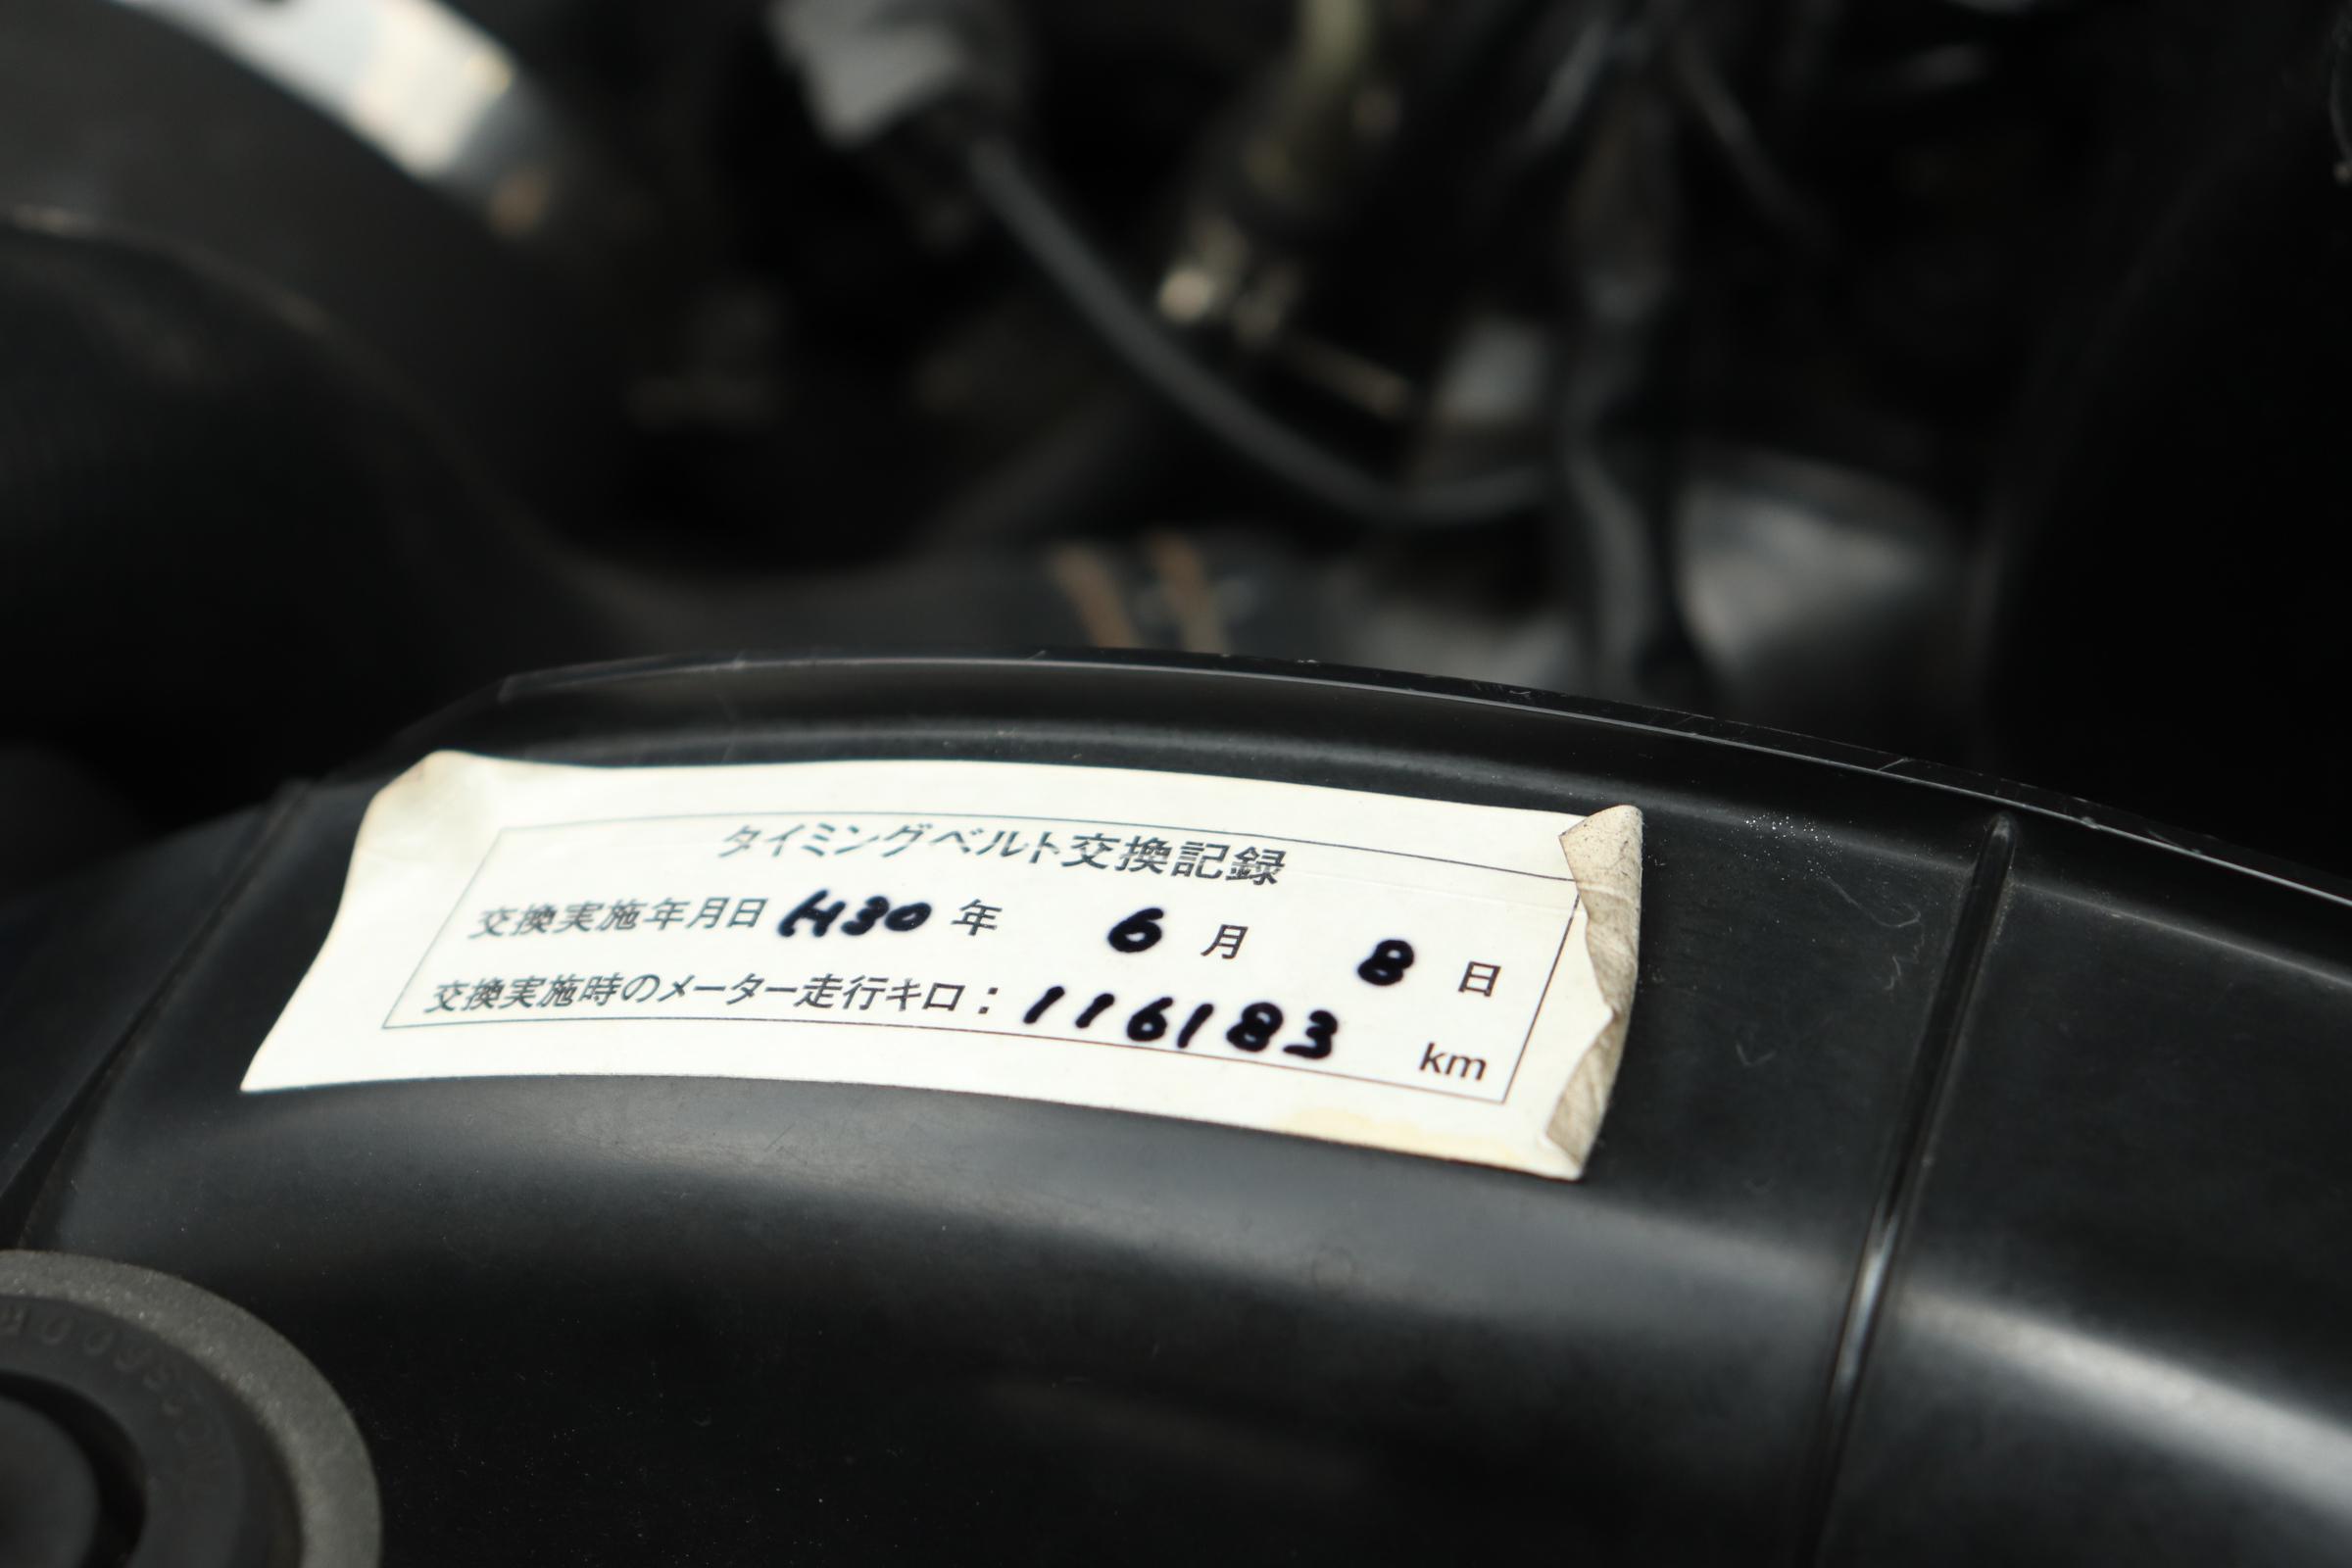 タイミングベルト交換記録
交換実施年月日 H30 年 6 月 8 日
交換実施時のメーター走行キロ：116183 km